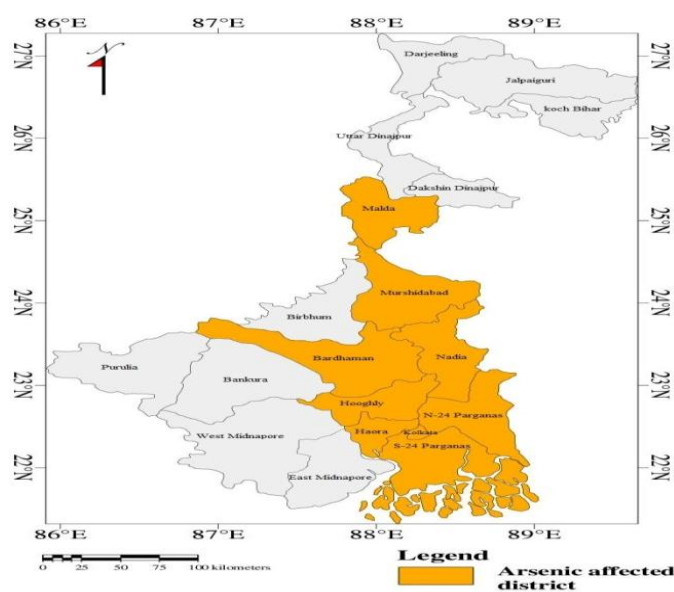 86°E 87°E 88°E 89°E
N
27°N 27°N
Darjeeling
Jalpaiguri
koch Bihar
26°N 26°N
Uttar Dinajpur
Dakshin Dinajpur
Malda
25°N 25°N
Murshidabad
24°N 24°N
Birbhum
Bardhaman
Nadia
Purulia
Bankura
23°N 23°N
Hooghly
N-24 Parganas
Haora
Kolkata
West Midnapore
S-24 Parganas
22°N 22°N
East Midnapore
86°E 87°E 88°E 89°E
0 25 50 75 100 kilometers
Legend
Arsenic affected
district